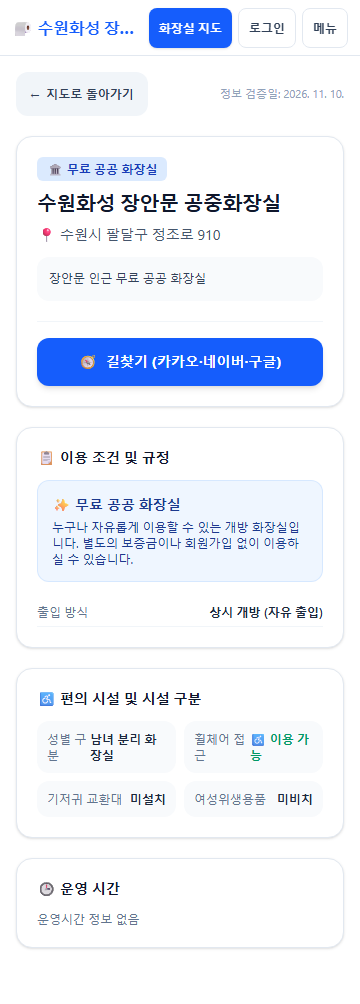 수원화성 장...
화장실 지도
로그인
메뉴
← 지도로 돌아가기
정보 검증일: 2026. 11. 10.
무료 공공 화장실
수원화성 장안문 공중화장실
수원시 팔달구 정조로 910
장안문 인근 무료 공공 화장실
길찾기 (카카오·네이버·구글)
이용 조건 및 규정
무료 공공 화장실
누구나 자유롭게 이용할 수 있는 개방 화장실입
니다. 별도의 보증금이나 회원가입 없이 이용하
실 수 있습니다.
출입 방식
상시 개방 (자유 출입)
편의 시설 및 시설 구분
성별 구
분
남녀 분리 화
장실
휠체어 접
근
이용 가
능
기저귀 교환대 미설치
여성위생용품 미비치
운영 시간
운영시간 정보 없음